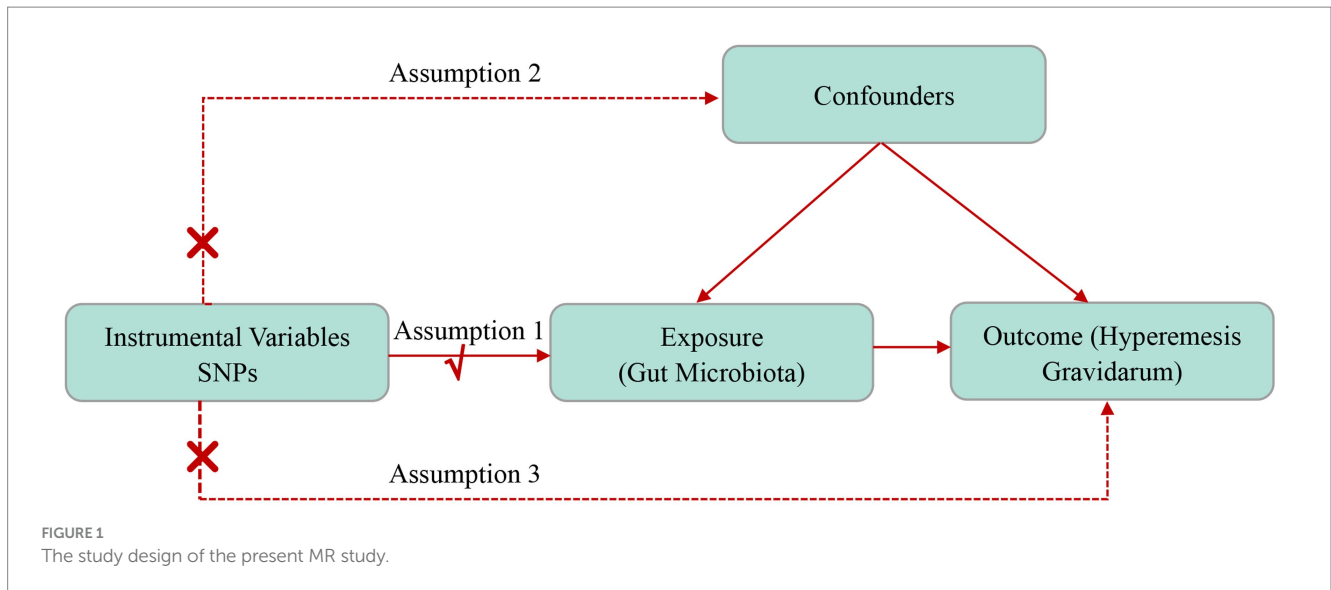 Assumption 2
Confounders
Instrumental Variables
SNPs
Assumption 1
Exposure
(Gut Microbiota)
Outcome (Hyperemesis
Gravidarum)
Assumption 3
FIGURE 1
The study design of the present MR study.